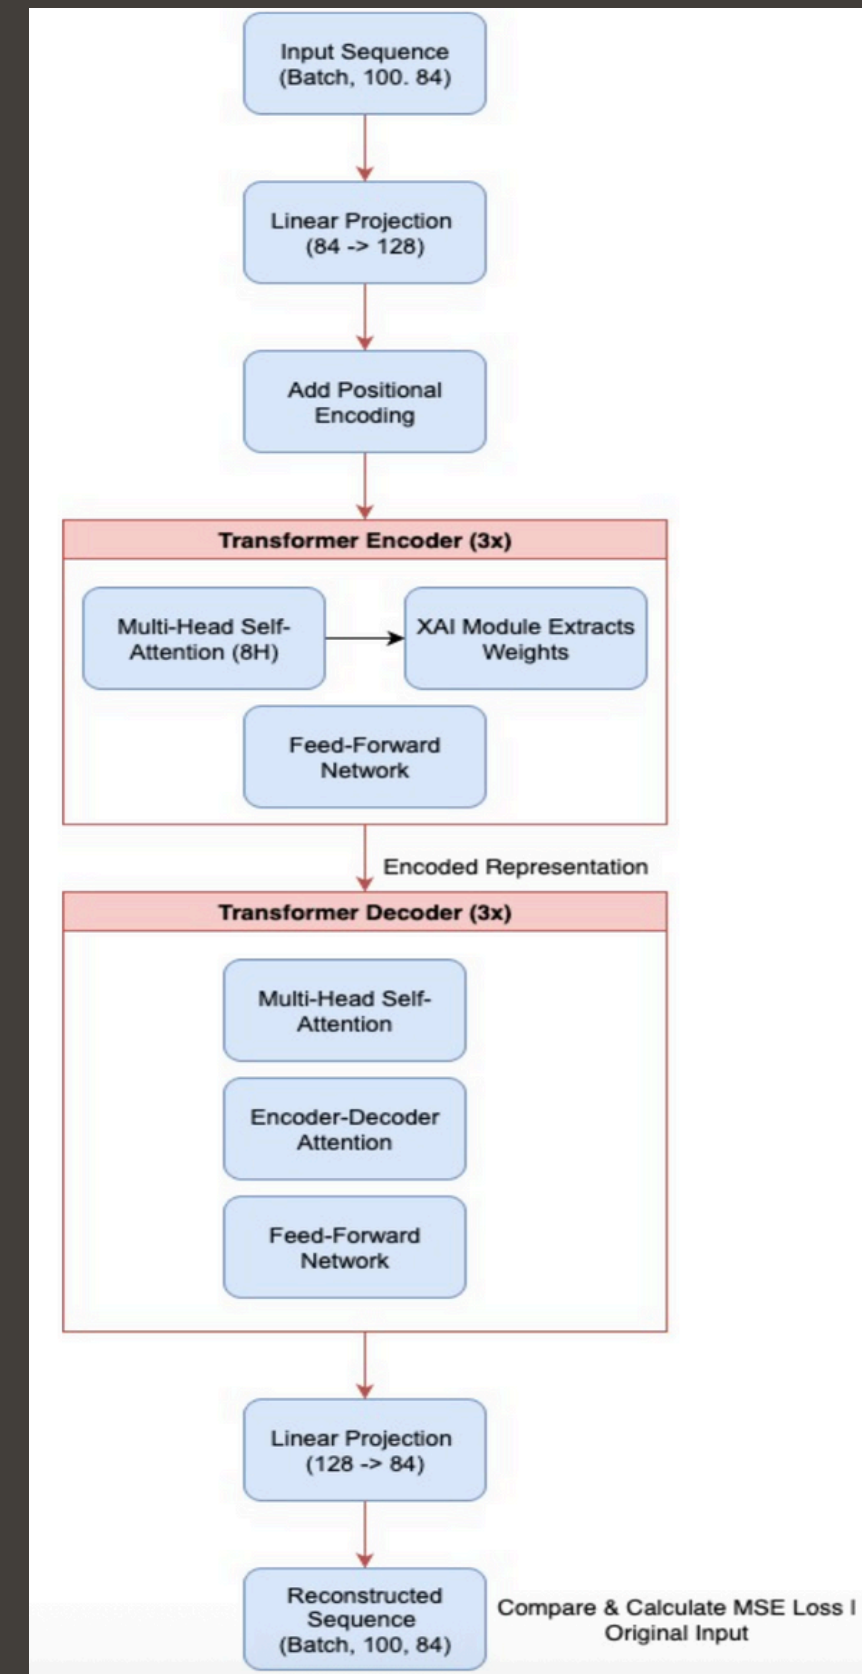 Input Sequence
(Batch, 100. 84)
Linear Projection
(84 -> 128)
Add Positional
Encoding
Transformer Encoder (3x)
Multi-Head Self-
Attention (8H)
XAI Module Extracts
Weights
Feed-Forward
Network
Encoded Representation
Transformer Decoder (3x)
Multi-Head Self-
Attention
Encoder-Decoder
Attention
Feed-Forward
Network
Linear Projection
(128 -> 84)
Reconstructed
Sequence
(Batch, 100, 84)
Compare & Calculate MSE Loss |
Original Input